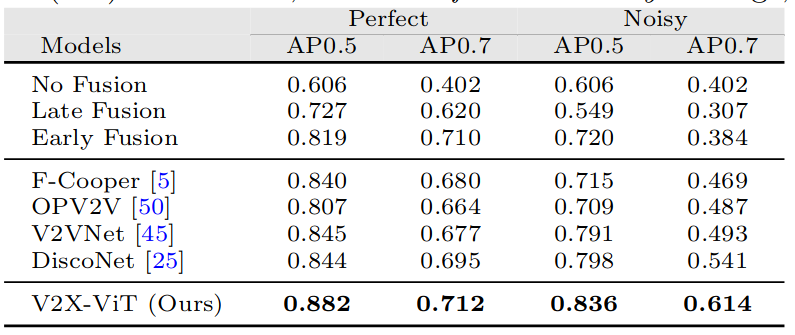 Perfect Noisy
Models AP0.5 AP0.7 AP0.5 AP0.7
No Fusion 0.606 0.402 0.606 0.402
Late Fusion 0.727 0.620 0.549 0.307
Early Fusion 0.819 0.710 0.720 0.384
F-Cooper [5] 0.840 0.680 0.715 0.469
OPV2V [50] 0.807 0.664 0.709 0.487
V2VNet [45] 0.845 0.677 0.791 0.493
DiscoNet [25] 0.844 0.695 0.798 0.541
V2X-ViT (Ours) 0.882 0.712 0.836 0.614